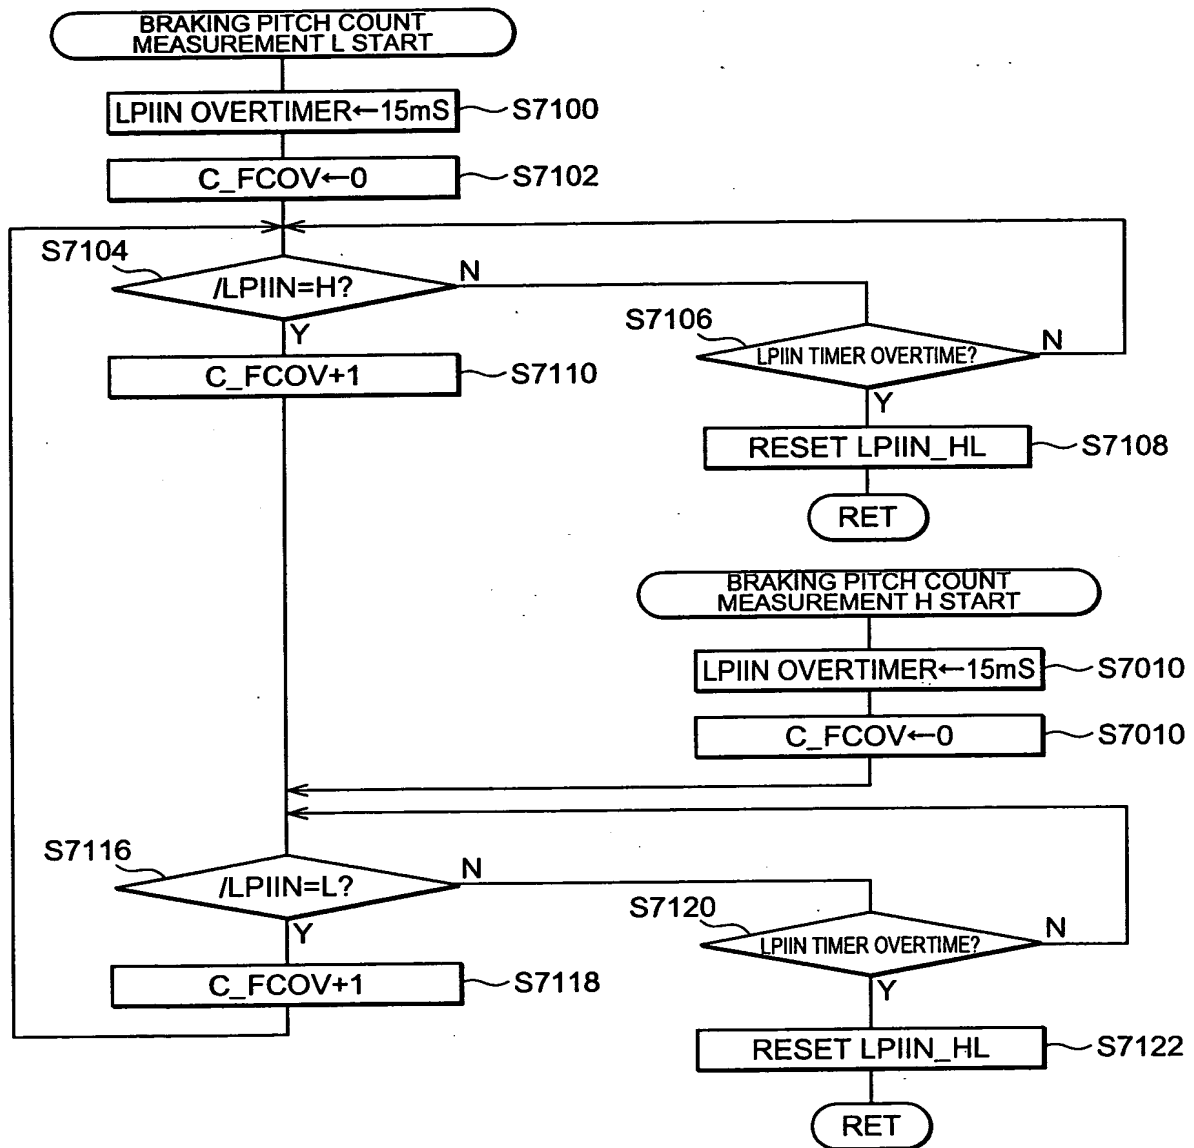 BRAKING PITCH COUNT
MEASUREMENT L START
LPIIN OVERTIMER←15mS
S7100
C_FCOV←0
S7102
S7104
/LPIIN=H?
N
Y
S7106
LPIIN TIMER OVERTIME?
N
Y
C_FCOV+1
S7110
RESET LPIIN_HL
S7108
RET
BRAKING PITCH COUNT
MEASUREMENT H START
LPIIN OVERTIMER←15mS
S7010
C_FCOV←0
S7010
S7116
/LPIIN=L?
N
Y
S7120
LPIIN TIMER OVERTIME?
N
Y
C_FCOV+1
S7118
RESET LPIIN_HL
S7122
RET